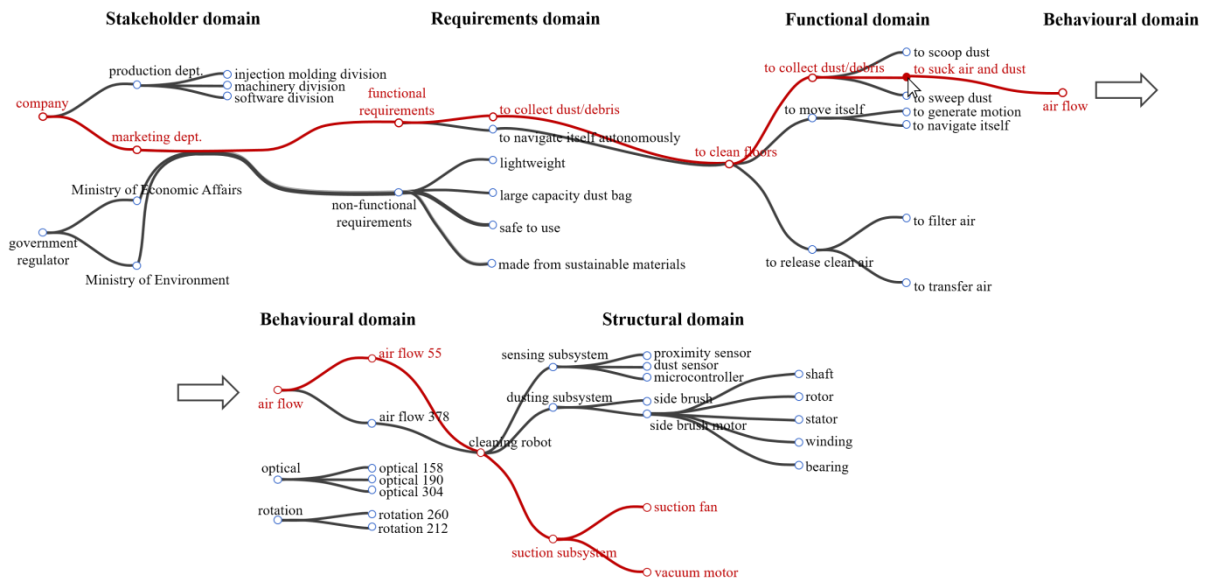 Stakeholder domain
Requirements domain
Functional domain
Behavioural domain
production dept.
injection molding division
machinery division
software division
company
marketing dept.
Ministry of Economic Affairs
government
regulator
Ministry of Environment
functional
requirements
to collect dust/debris
to navigate itself autonomously
non-functional
requirements
lightweight
large capacity dust bag
safe to use
made from sustainable materials
to clean floors
to collect dust/debris
to scoop dust
to suck air and dust
to sweep dust
to move itself
to generate motion
to navigate itself
to release clean air
to filter air
to transfer air
air flow
Behavioural domain
Structural domain
air flow
air flow 55
air flow 378
optical
optical 158
optical 190
optical 304
rotation
rotation 260
rotation 212
cleaning robot
sensing subsystem
proximity sensor
dust sensor
microcontroller
dusting subsystem
side brush
side brush motor
shaft
rotor
stator
winding
bearing
suction subsystem
suction fan
vacuum motor